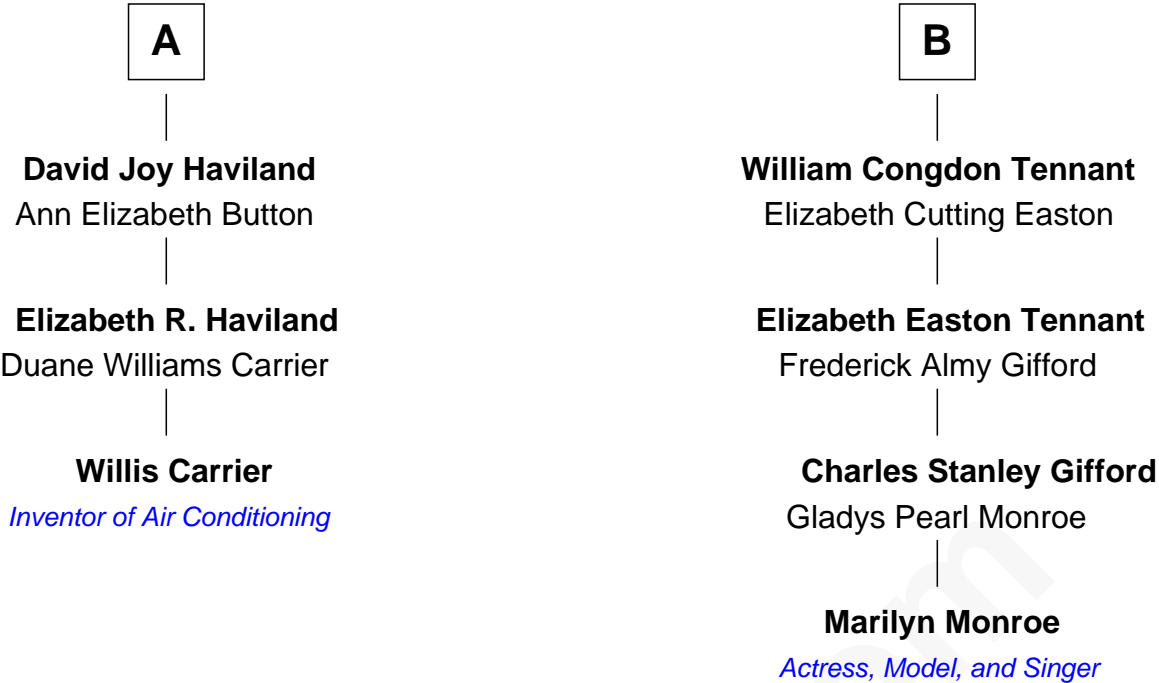 A
David Joy Haviland
Ann Elizabeth Button
Elizabeth R. Haviland
Duane Williams Carrier
Willis Carrier
Inventor of Air Conditioning
B
William Congdon Tennant
Elizabeth Cutting Easton
Elizabeth Easton Tennant
Frederick Almy Gifford
Charles Stanley Gifford
Gladys Pearl Monroe
Marilyn Monroe
Actress, Model, and Singer